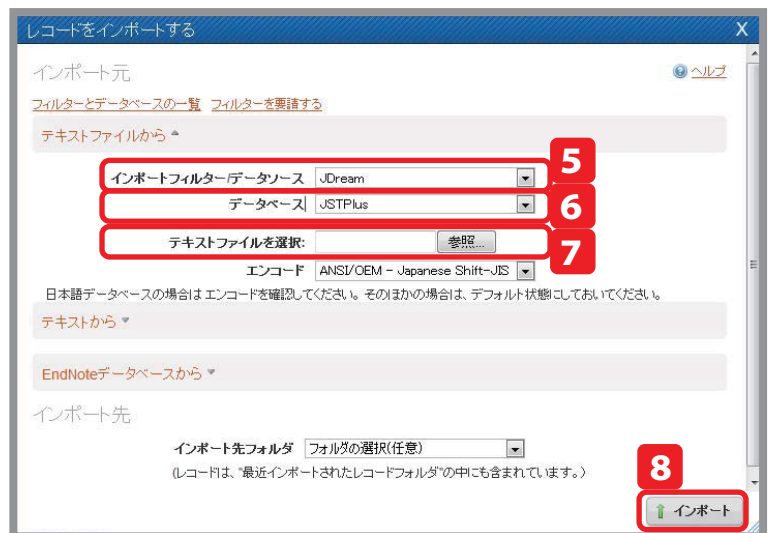 レコードをインポートする X
インポート元 ヘルプ
フィルターとデータベースの一覧 フィルターを要請する
テキストファイルから
5
インポートフィルター/データソース JDream
データベース JSTPlus
6
テキストファイルを選択: 参照...
7
エンコード ANSI/OEM - Japanese Shift-JIS
日本語データベースの場合はエンコードを確認してください。そのほかの場合は、デフォルト状態にしておいてください。
テキストから
EndNoteデータベースから
インポート先
インポート先フォルダ フォルダの選択(任意)
(レコードは、"最近インポートされたレコードフォルダ"の中にも含まれています。)
8
インポート